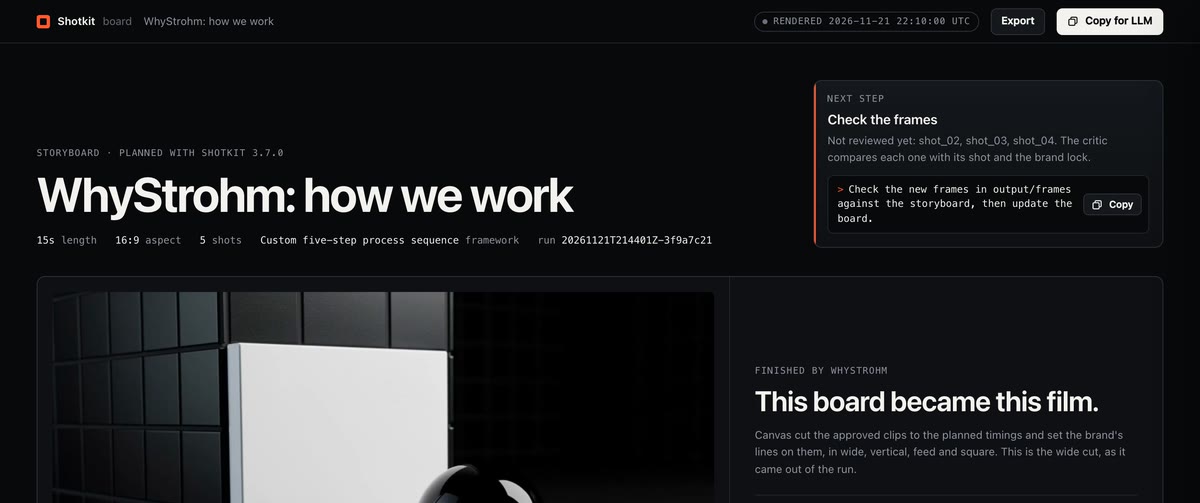 Shotkit board WhyStrohm: how we work
RENDERED 2026-11-21 22:10:00 UTC
Export
Copy for LLM
NEXT STEP
Check the frames
Not reviewed yet: shot_02, shot_03, shot_04. The critic
compares each one with its shot and the brand lock.
> Check the new frames in output/frames
against the storyboard, then update the
board.
Copy
STORYBOARD · PLANNED WITH SHOTKIT 3.7.0
WhyStrohm: how we work
15s length 16:9 aspect 5 shots Custom five-step process sequence framework run 20261121T214401Z-3f9a7c21
FINISHED BY WHYSTROHM
This board became this film.
Canvas cut the approved clips to the planned timings and set the brand's
lines on them, in wide, vertical, feed and square. This is the wide cut, as it
came out of the run.